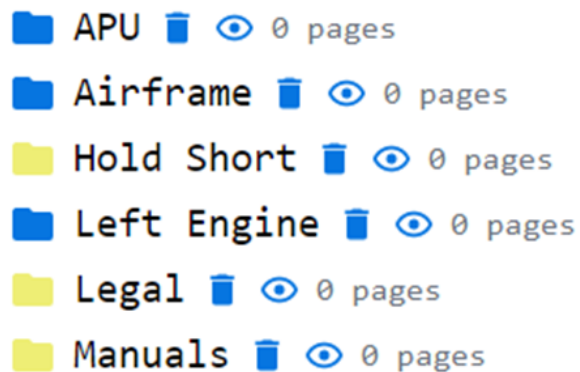 APU 0 pages
Airframe 0 pages
Hold Short 0 pages
Left Engine 0 pages
Legal 0 pages
Manuals 0 pages